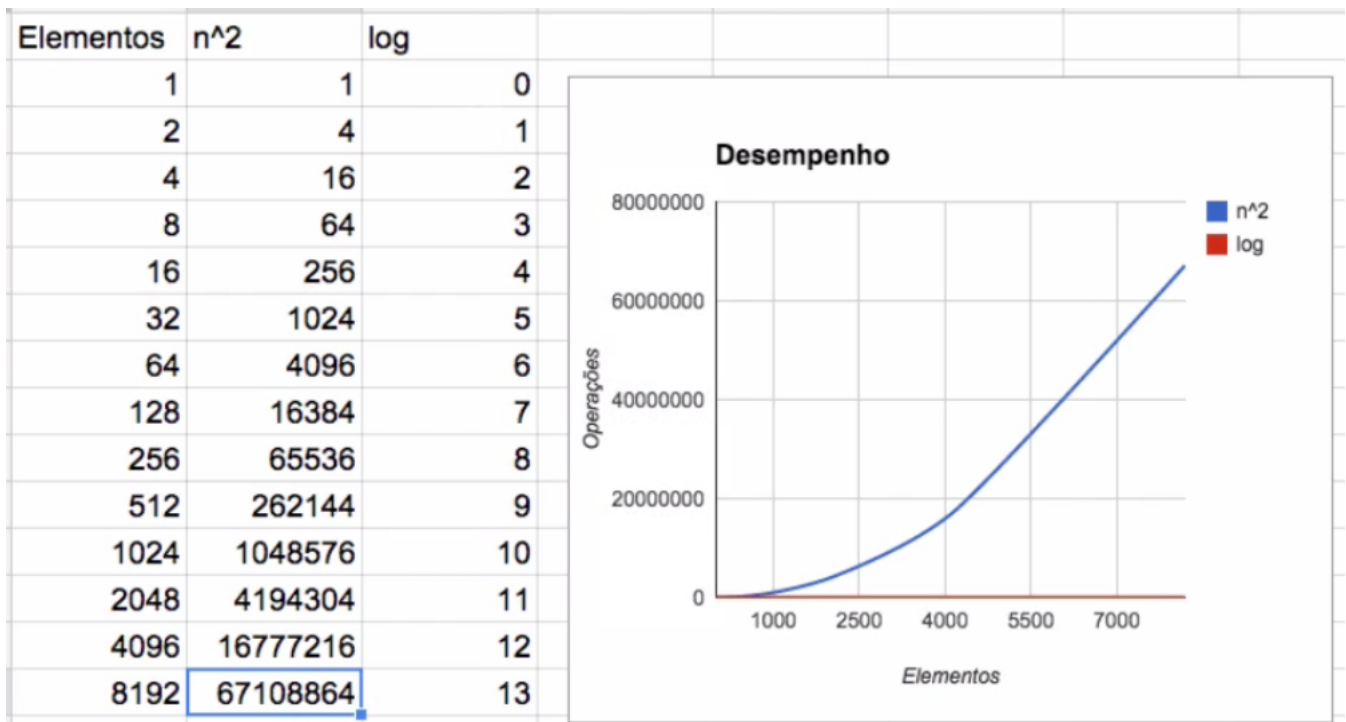 Elementos n^2 log
1 1 0
2 4 1
4 16 2
8 64 3
16 256 4
32 1024 5
64 4096 6
128 16384 7
256 65536 8
512 262144 9
1024 1048576 10
2048 4194304 11
4096 16777216 12
8192 67108864 13
Desempenho
80000000
60000000
40000000
20000000
0
Operações
1000 2500 4000 5500 7000
Elementos
n^2
log